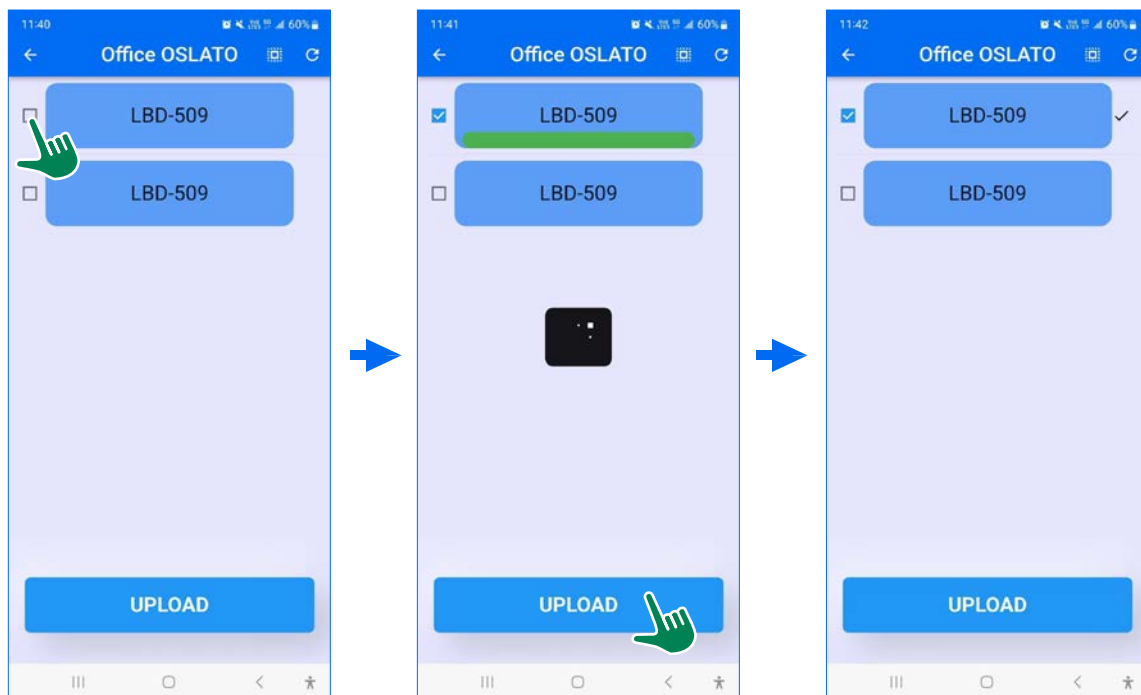 11:40 60%
Office OSLATO
LBD-509
LBD-509
UPLOAD
11:41 60%
Office OSLATO
LBD-509
LBD-509
UPLOAD
11:42 60%
Office OSLATO
LBD-509
LBD-509
UPLOAD